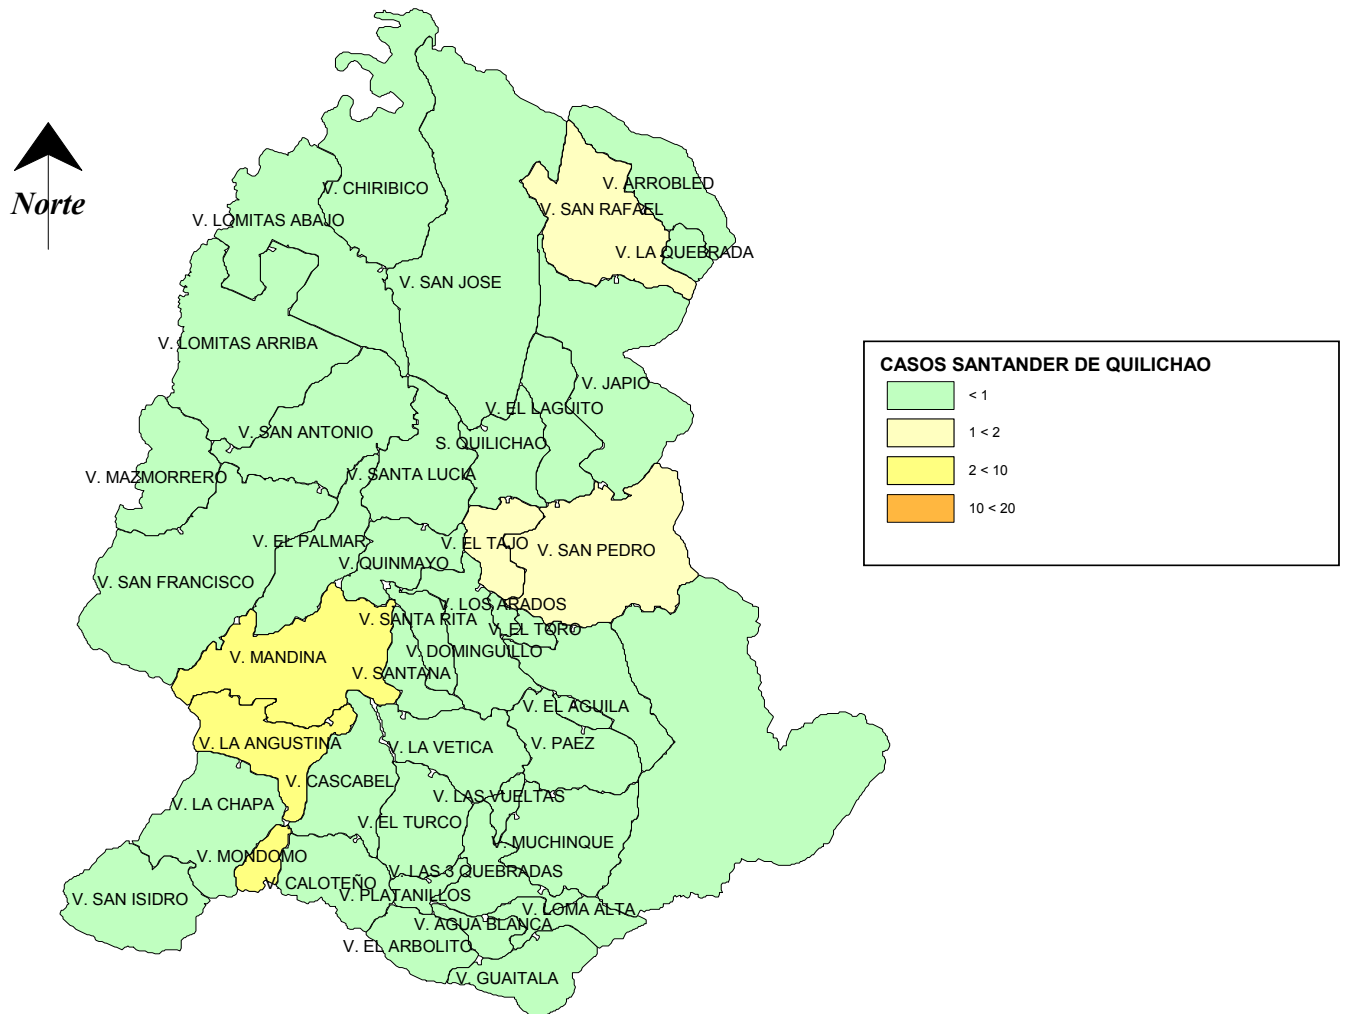 Norte
V. CHIRIBICO
V. LOMITAS ABAJO
V. ARROBLED
V. SAN RAFAEL
V. LA QUEBRADA
V. SAN JOSE
V. LOMITAS ARRIBA
V. JAPIO
V. EL LAGUITO
V. SAN ANTONIO
S. QUILICHAO
V. MAZMORRERO
V. SANTA LUCIA
V. EL PALMAR
V. EL TAJO
V. SAN PEDRO
V. QUINMAYO
V. SAN FRANCISCO
V. LOS ARADOS
V. SANTA RITA
V. EL TORO
V. MANDINA
V. DOMINGUILLO
V. SANTANA
V. EL AGUILA
V. LA ANGUSTINA
V. LA VETICA
V. PAEZ
V. CASCABEL
V. LAS VUELTAS
V. LA CHAPA
V. EL TURCO
V. MUCHINQUE
V. MONDOMO
V. LAS 3 QUEBRADAS
V. CALOTEÑO
V. PLATANILLOS
V. SAN ISIDRO
V. LOMA ALTA
V. AGUA BLANCA
V. EL ARBOLITO
V. GUAITALA
CASOS SANTANDER DE QUILICHAO
< 1
1 < 2
2 < 10
10 < 20